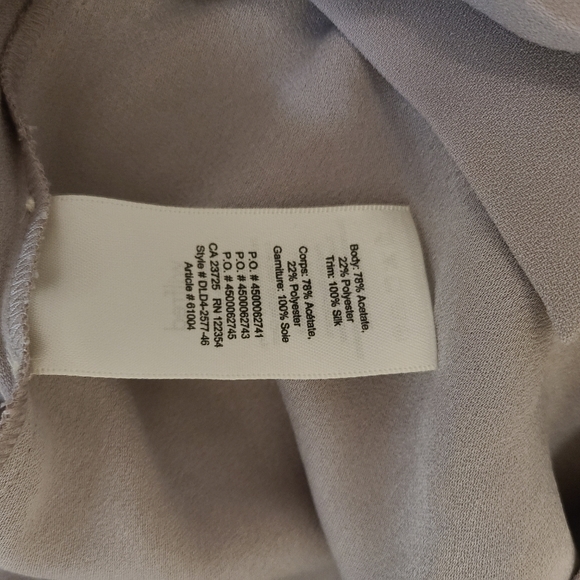 Body: 78% Acetate,
22% Polyester
Trim: 100% Silk
Corps: 78% Acétate,
22% Polyester
Garniture: 100% Soie
P.O. # 4500062741
P.O. # 4500062743
P.O. # 4500062745
CA 23725 RN 122354
Style # DLD4-2577-46
Article # 61004